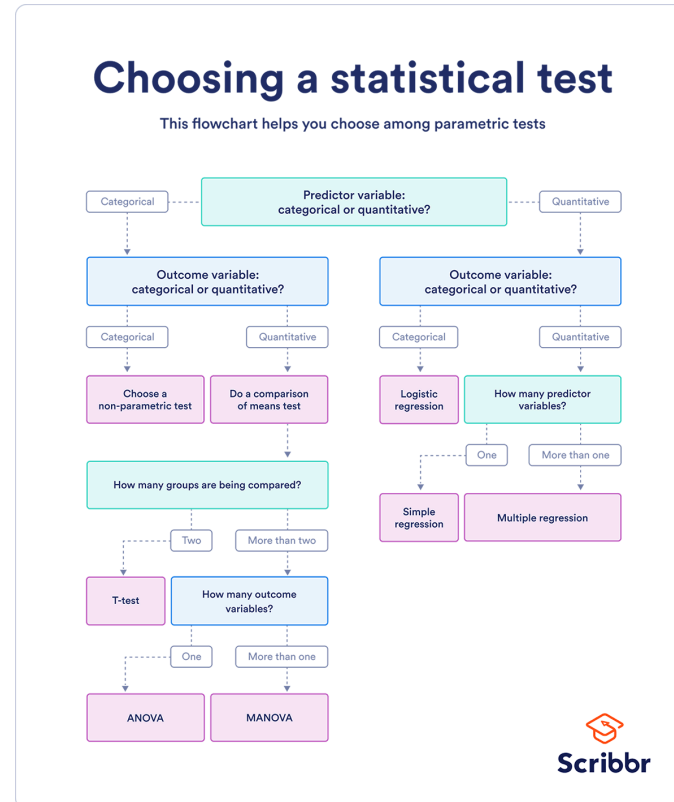 Choosing a statistical test
This flowchart helps you choose among parametric tests
Predictor variable:
categorical or quantitative?
Categorical
Quantitative
Outcome variable:
categorical or quantitative?
Outcome variable:
categorical or quantitative?
Categorical
Quantitative
Categorical
Quantitative
Choose a
non-parametric test
Do a comparison
of means test
Logistic
regression
How many predictor
variables?
How many groups are being compared?
One
More than one
Simple
regression
Multiple regression
Two
More than two
T-test
How many outcome
variables?
One
More than one
ANOVA
MANOVA
Scribbr